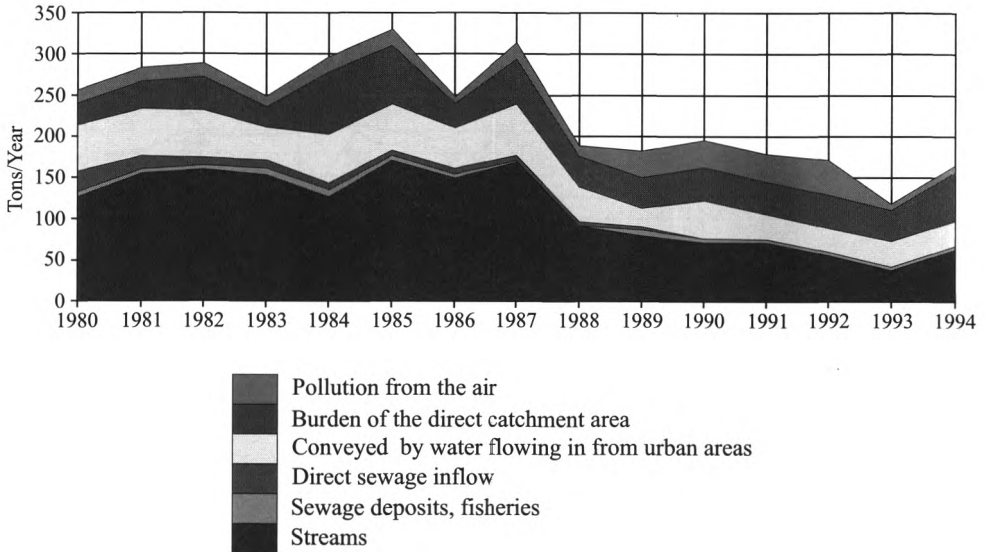 350
300
250
200
150
100
50
0
Tons/Year
1980 1981 1982 1983 1984 1985 1986 1987 1988 1989 1990 1991 1992 1993 1994
Pollution from the air
Burden of the direct catchment area
Conveyed by water flowing in from urban areas
Direct sewage inflow
Sewage deposits, fisheries
Streams